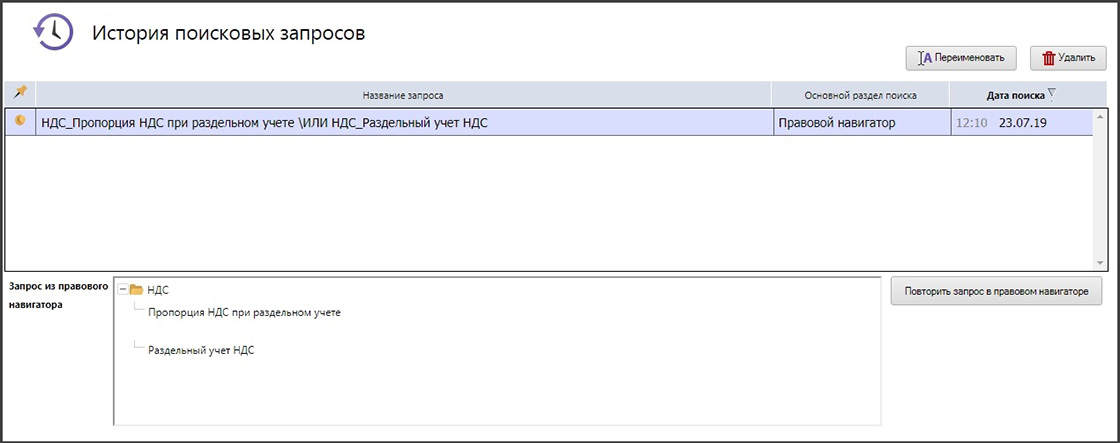 История поисковых запросов
Переименовать Удалить
Название запроса Основной раздел поиска Дата поиска
НДС_Пропорция НДС при раздельном учете \ИЛИ НДС_Раздельный учет НДС Правовой навигатор 12:10 23.07.19
Запрос из правового
навигатора
НДС
Пропорция НДС при раздельном учете
Раздельный учет НДС
Повторить запрос в правовом навигаторе